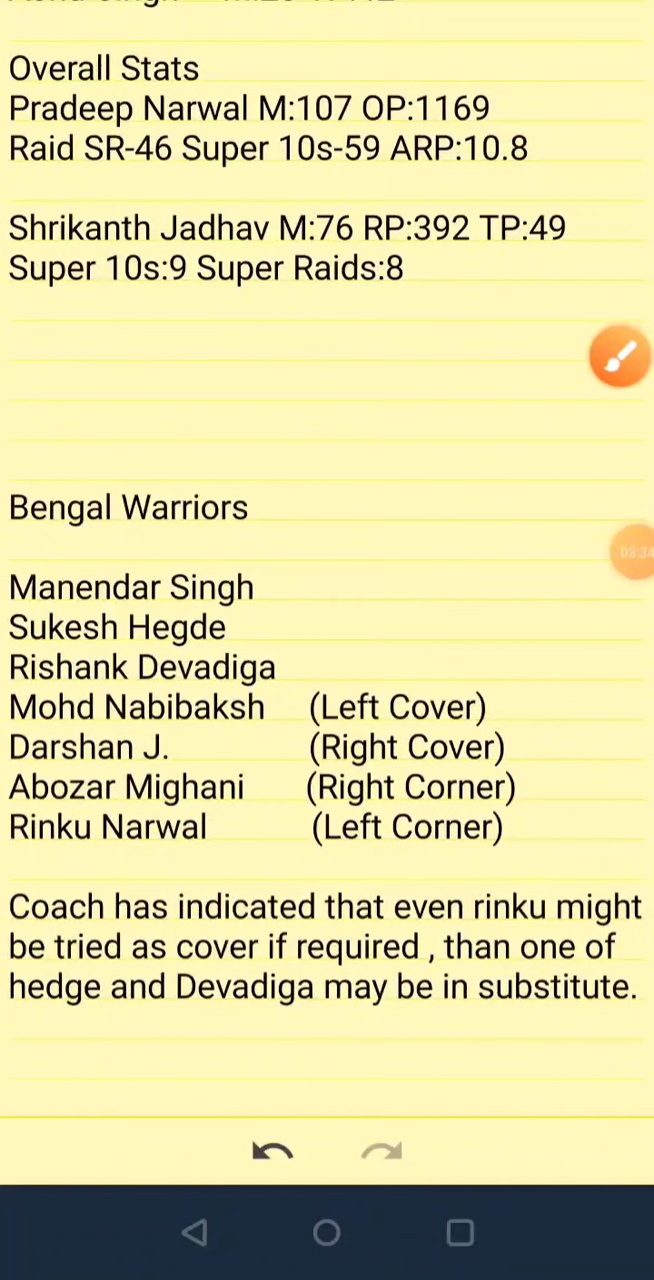 Overall Stats
Pradeep Narwal M:107 OP:1169
Raid SR-46 Super 10s-59 ARP:10.8
Shrikanth Jadhav M:76 RP:392 TP:49
Super 10s:9 Super Raids:8
03:34
Bengal Warriors
Manendar Singh
Sukesh Hegde
Rishank Devadiga
Mohd Nabibaksh (Left Cover)
Darshan J. (Right Cover)
Abozar Mighani (Right Corner)
Rinku Narwal (Left Corner)
Coach has indicated that even rinku might
be tried as cover if required , than one of
hedge and Devadiga may be in substitute.